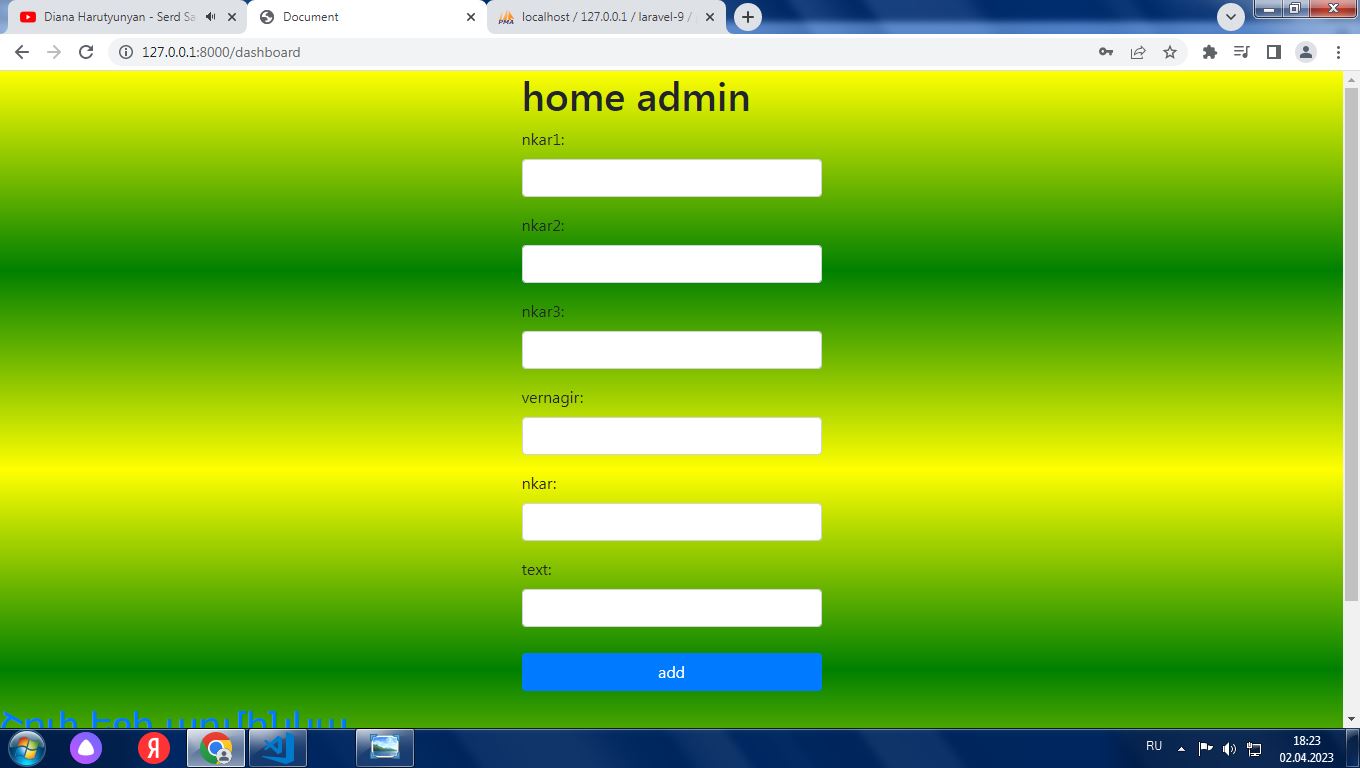 Diana Harutyunyan - Serd Sa
Document
localhost / 127.0.0.1 / laravel-9 /
127.0.0.1:8000/dashboard
home admin
nkar1:
nkar2:
nkar3:
vernagir:
nkar:
text:
add
RU
18:23
02.04.2023